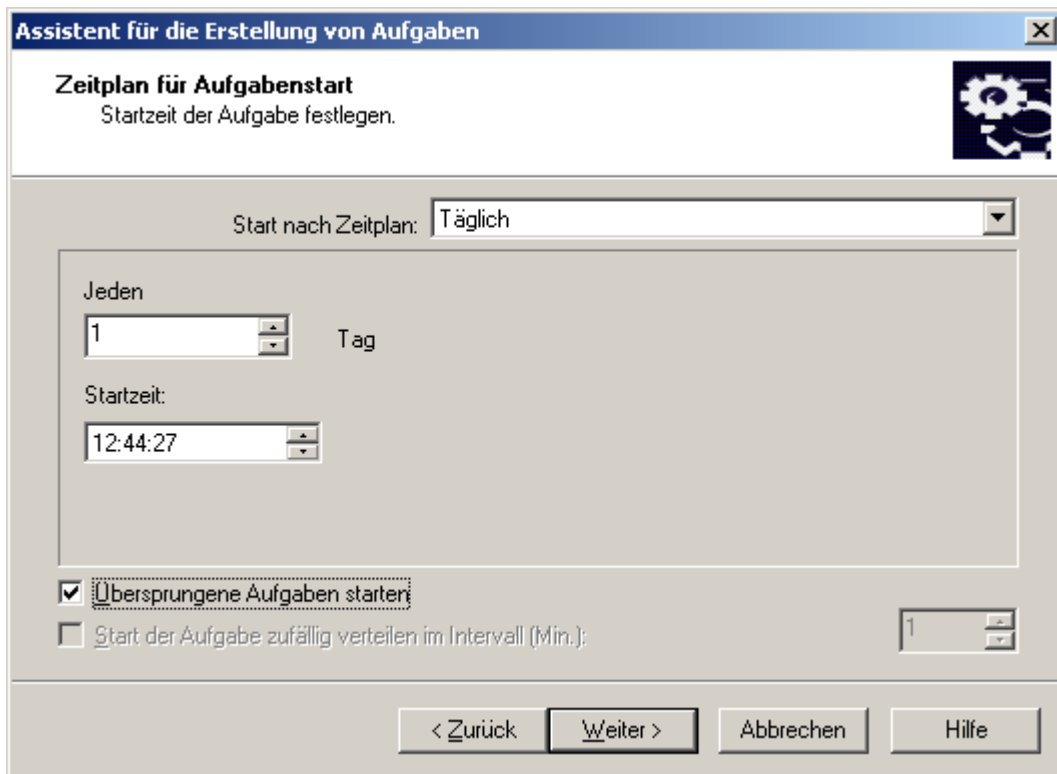 Assistent für die Erstellung von Aufgaben
Zeitplan für Aufgabenstart
Startzeit der Aufgabe festlegen.
Start nach Zeitplan: Täglich
Jeden
1 Tag
Startzeit:
12:44:27
Übersprungene Aufgaben starten
Start der Aufgabe zufällig verteilen im Intervall (Min.): 1
< Zurück Weiter > Abbrechen Hilfe